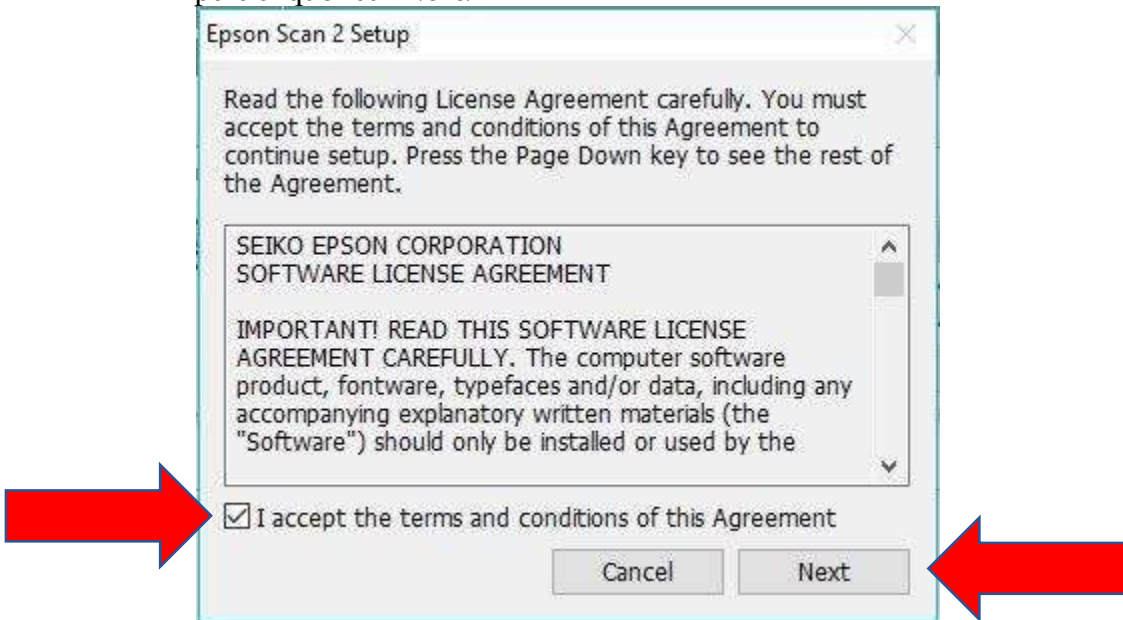 Epson Scan 2 Setup
Read the following License Agreement carefully. You must
accept the terms and conditions of this Agreement to
continue setup. Press the Page Down key to see the rest of
the Agreement.
SEIKO EPSON CORPORATION
SOFTWARE LICENSE AGREEMENT
IMPORTANT! READ THIS SOFTWARE LICENSE
AGREEMENT CAREFULLY. The computer software
product, fontware, typefaces and/or data, including any
accompanying explanatory written materials (the
"Software") should only be installed or used by the
I accept the terms and conditions of this Agreement
Cancel Next